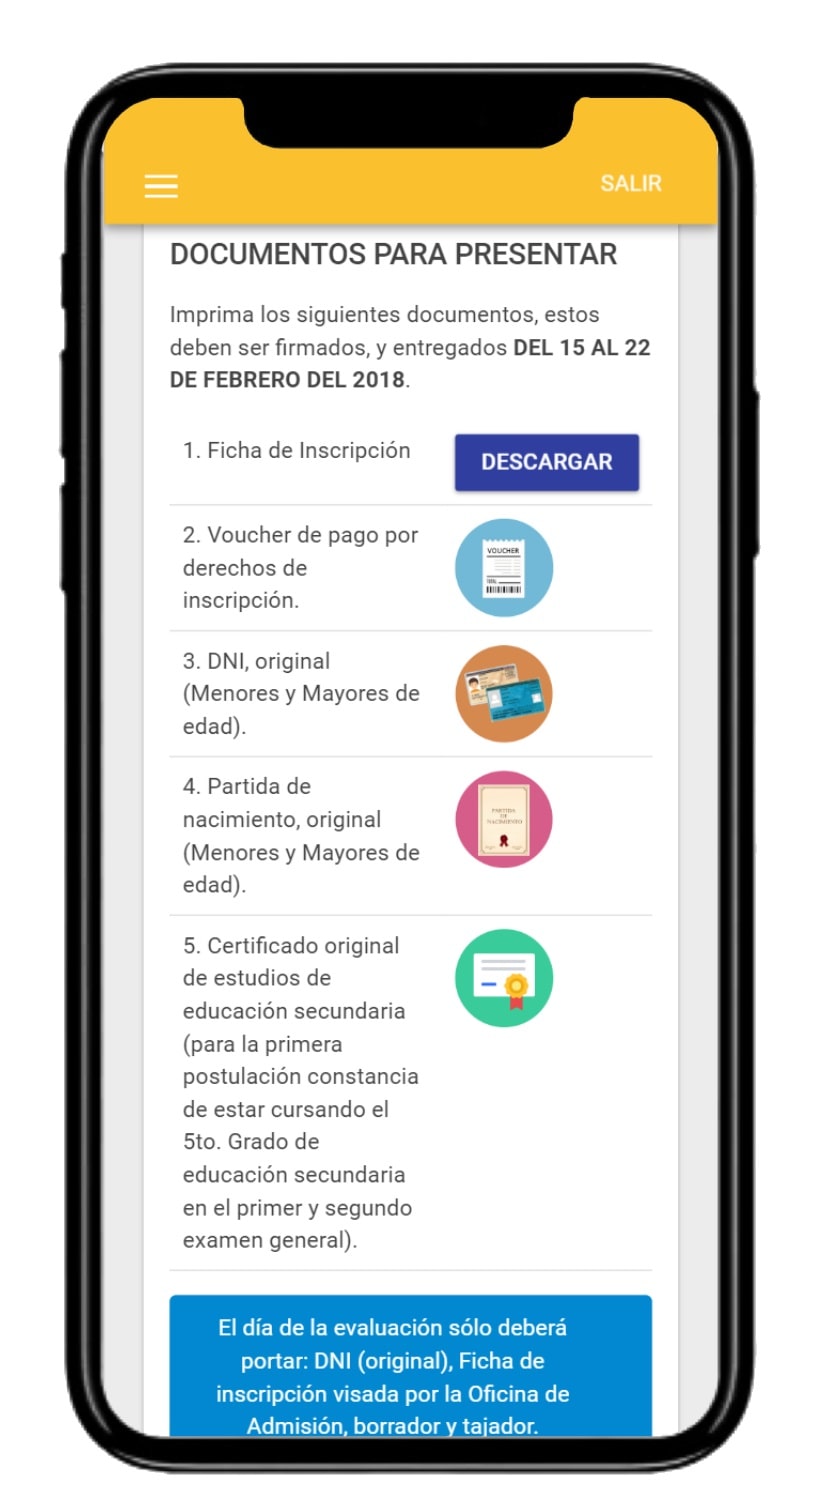 SALIR
DOCUMENTOS PARA PRESENTAR
Imprima los siguientes documentos, estos
deben ser firmados, y entregados DEL 15 AL 22
DE FEBRERO DEL 2018.
1. Ficha de Inscripción
DESCARGAR
2. Voucher de pago por
derechos de
inscripción.
VOUCHER
3. DNI, original
(Menores y Mayores de
edad).
4. Partida de
nacimiento, original
(Menores y Mayores de
edad).
PARTIDA
DE
NACIMIENTO
5. Certificado original
de estudios de
educación secundaria
(para la primera
postulación constancia
de estar cursando el
5to. Grado de
educación secundaria
en el primer y segundo
examen general).
El día de la evaluación sólo deberá
portar: DNI (original), Ficha de
inscripción visada por la Oficina de
Admisión, borrador y tajador.